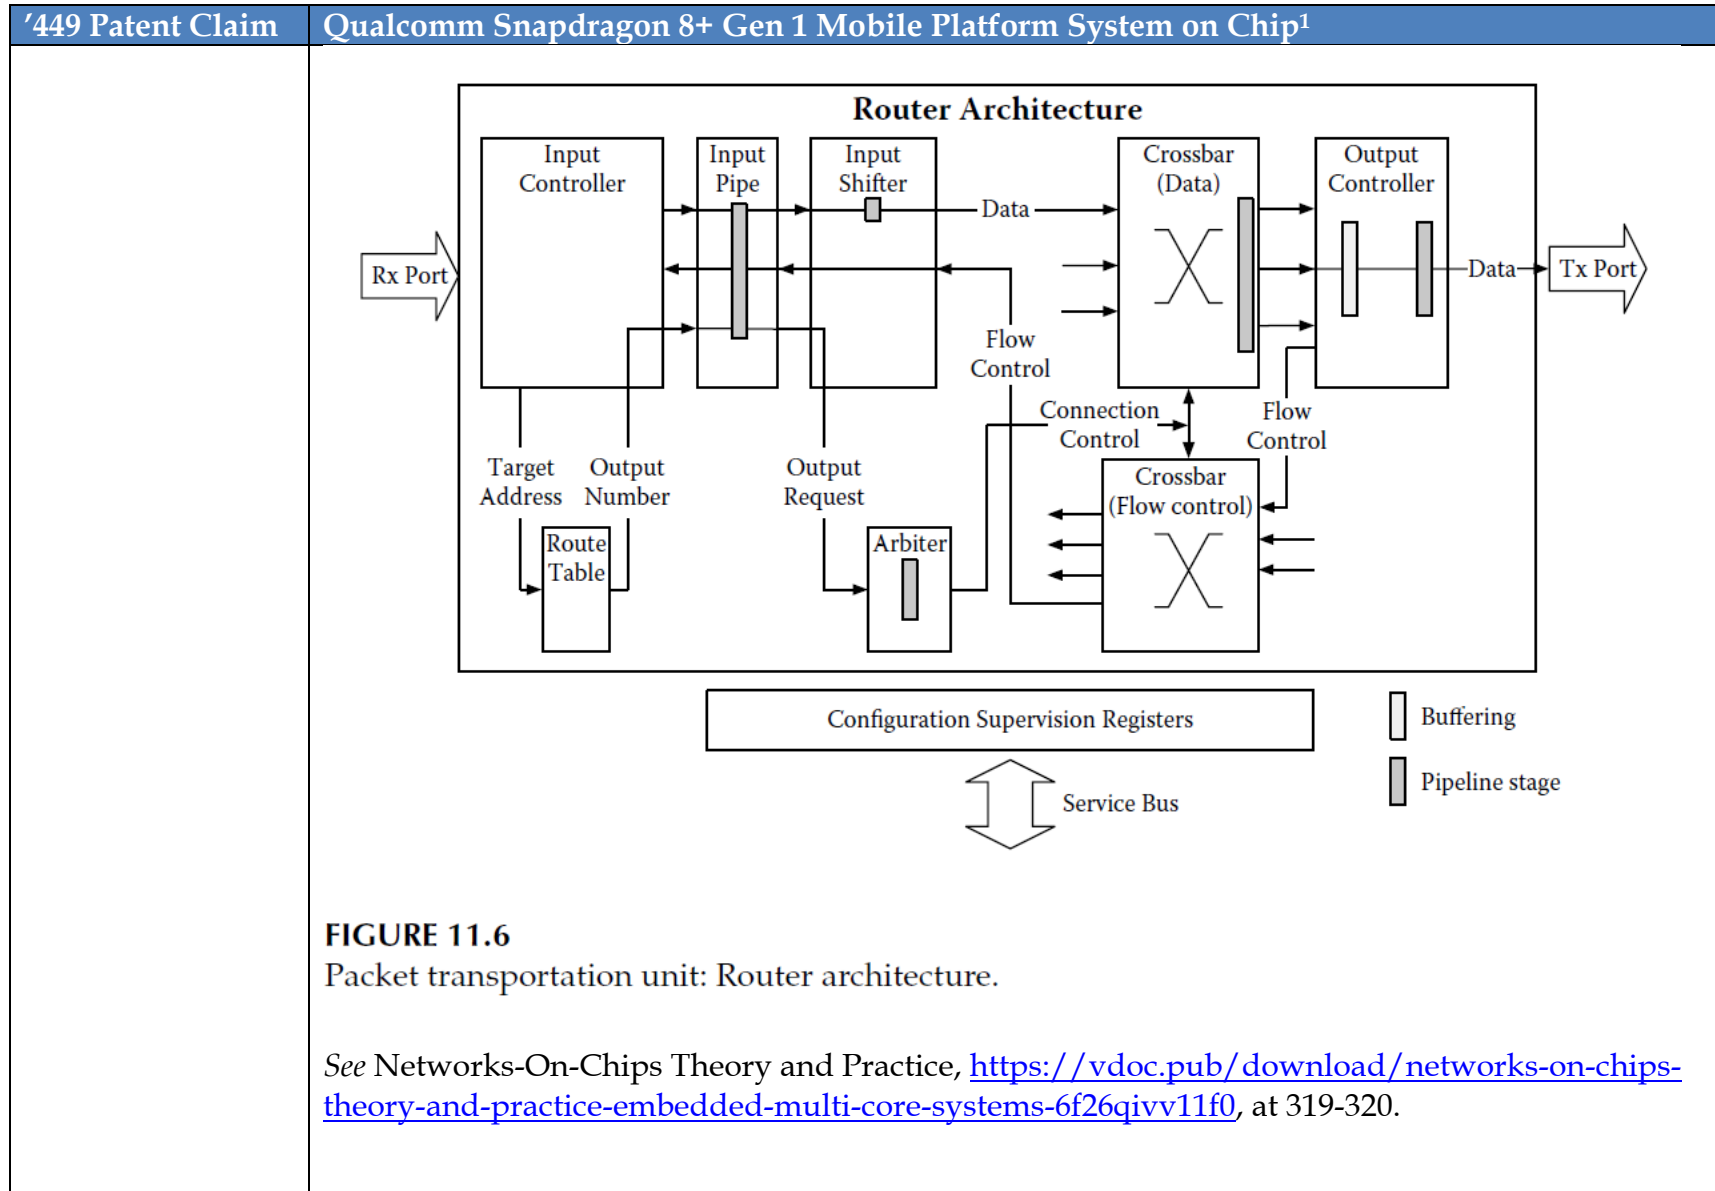 ’449 Patent Claim
Qualcomm Snapdragon 8+ Gen 1 Mobile Platform System on Chip¹
Router Architecture
Input
Controller
Input
Pipe
Input
Shifter
Crossbar
(Data)
Output
Controller
Rx Port
Data
Data
Tx Port
Flow
Control
Connection
Control
Flow
Control
Target
Address
Output
Number
Output
Request
Crossbar
(Flow control)
Route
Table
Arbiter
Configuration Supervision Registers
Buffering
Pipeline stage
Service Bus
FIGURE 11.6
Packet transportation unit: Router architecture.
See Networks-On-Chips Theory and Practice, https://vdoc.pub/download/networks-on-chips-
theory-and-practice-embedded-multi-core-systems-6f26qivv11f0, at 319-320.